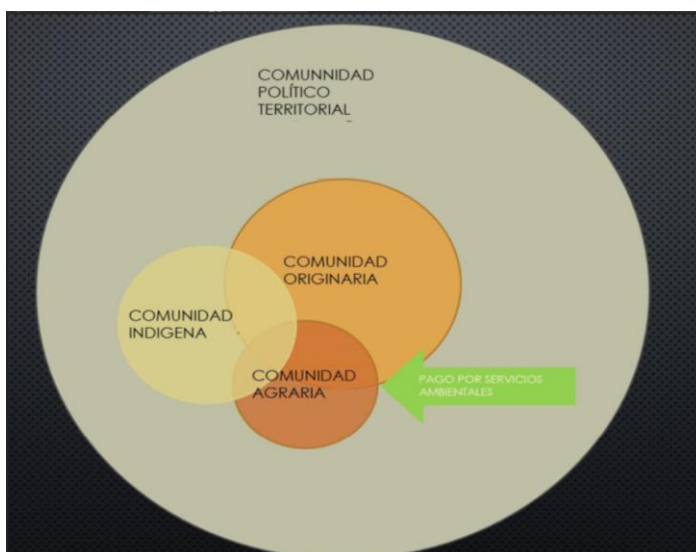 COMUNNIDAD
POLÍTICO
TERRITORIAL
COMUNIDAD
ORIGINARIA
COMUNIDAD
INDIGENA
COMUNIDAD
AGRARIA
PAGO POR SERVICIOS
AMBIENTALES